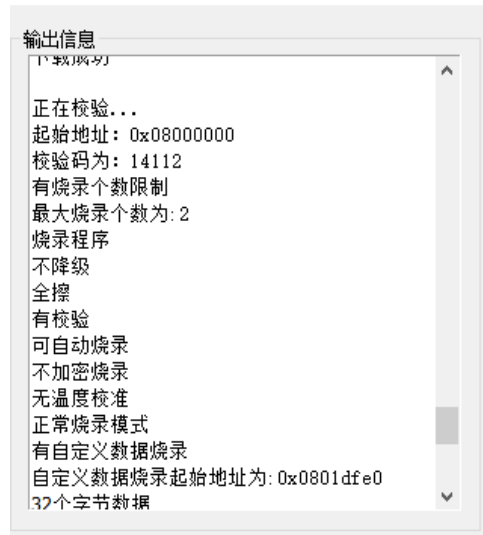 输出信息
下载成功
正在校验...
起始地址: 0x08000000
校验码为: 14112
有烧录个数限制
最大烧录个数为:2
烧录程序
不降级
全擦
有校验
可自动烧录
不加密烧录
无温度校准
正常烧录模式
有自定义数据烧录
自定义数据烧录起始地址为:0x0801dfe0
32个字节数据